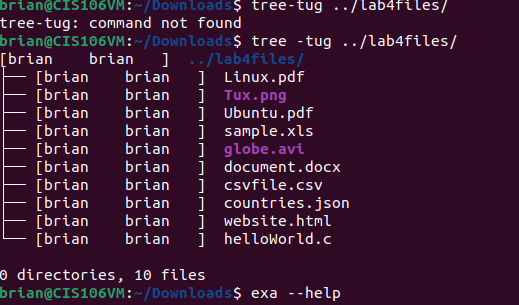 brian@CIS106VM:~/Downloads$ tree-tug ../lab4files/
tree-tug: command not found
brian@CIS106VM:~/Downloads$ tree -tug ../lab4files/
[brian    brian   ]  ../lab4files/
├── [brian    brian   ]  Linux.pdf
├── [brian    brian   ]  Tux.png
├── [brian    brian   ]  Ubuntu.pdf
├── [brian    brian   ]  sample.xls
├── [brian    brian   ]  globe.avi
├── [brian    brian   ]  document.docx
├── [brian    brian   ]  csvfile.csv
├── [brian    brian   ]  countries.json
├── [brian    brian   ]  website.html
└── [brian    brian   ]  helloWorld.c
0 directories, 10 files
brian@CIS106VM:~/Downloads$ exa --help